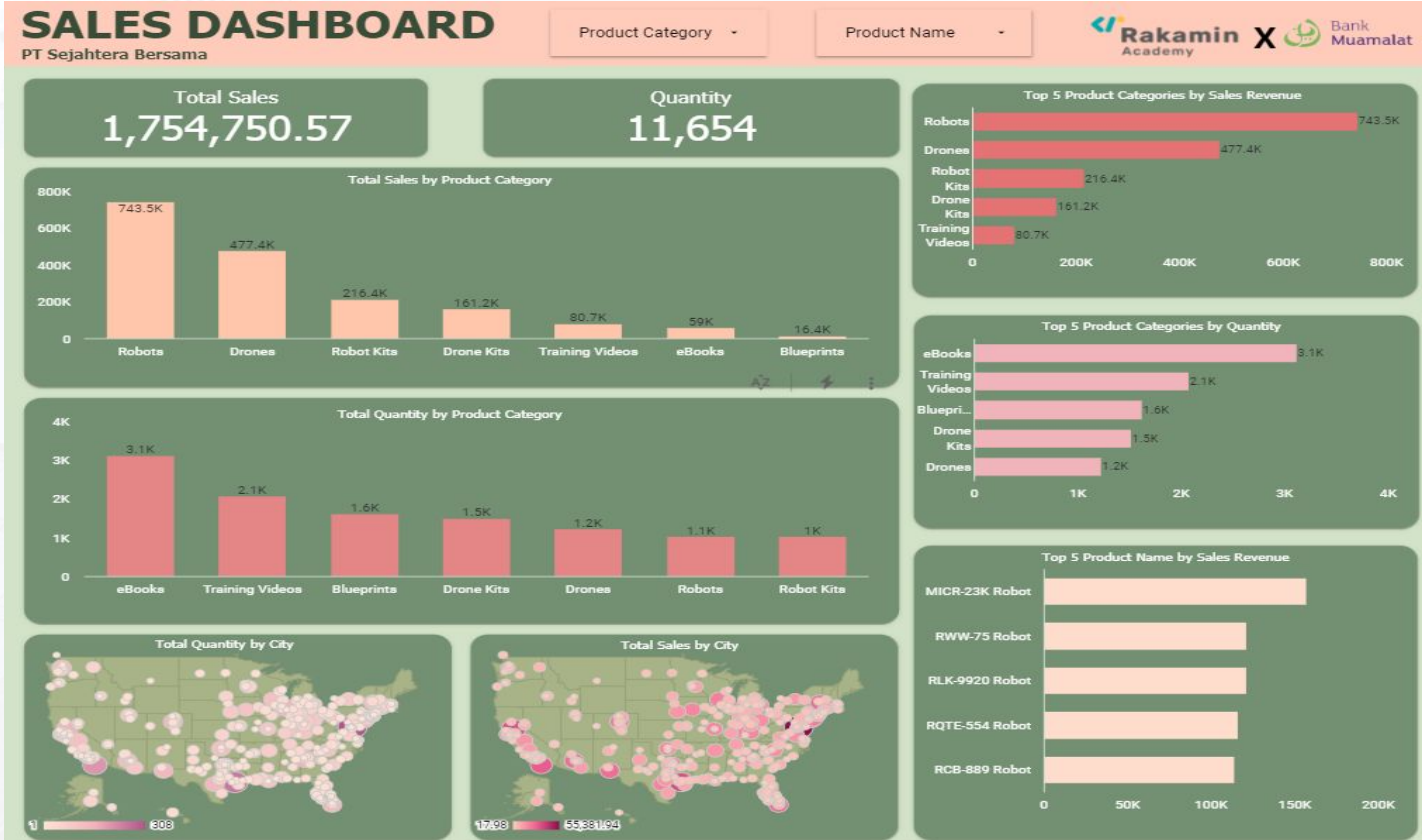 SALES DASHBOARD
PT Sejahtera Bersama
Product Category
Product Name
Rakamin
Academy
X
Bank
Muamalat
Total Sales
1,754,750.57
Quantity
11,654
Total Sales by Product Category
800K
600K
400K
200K
0
743.5K
477.4K
216.4K
161.2K
80.7K
59K
16.4K
Robots
Drones
Robot Kits
Drone Kits
Training Videos
eBooks
Blueprints
AZ
Total Quantity by Product Category
4K
3K
2K
1K
0
3.1K
2.1K
1.6K
1.5K
1.2K
1.1K
1K
eBooks
Training Videos
Blueprints
Drone Kits
Drones
Robots
Robot Kits
Total Quantity by City
1
308
Total Sales by City
17.98
55,381.94
Top 5 Product Categories by Sales Revenue
Robots
743.5K
Drones
477.4K
Robot
Kits
216.4K
Drone
Kits
161.2K
Training
Videos
80.7K
0
200K
400K
600K
800K
Top 5 Product Categories by Quantity
eBooks
3.1K
Training
Videos
2.1K
Bluepri...
1.6K
Drone
Kits
1.5K
Drones
1.2K
0
1K
2K
3K
4K
Top 5 Product Name by Sales Revenue
MICR-23K Robot
RWW-75 Robot
RLK-9920 Robot
RQTE-554 Robot
RCB-889 Robot
0
50K
100K
150K
200K